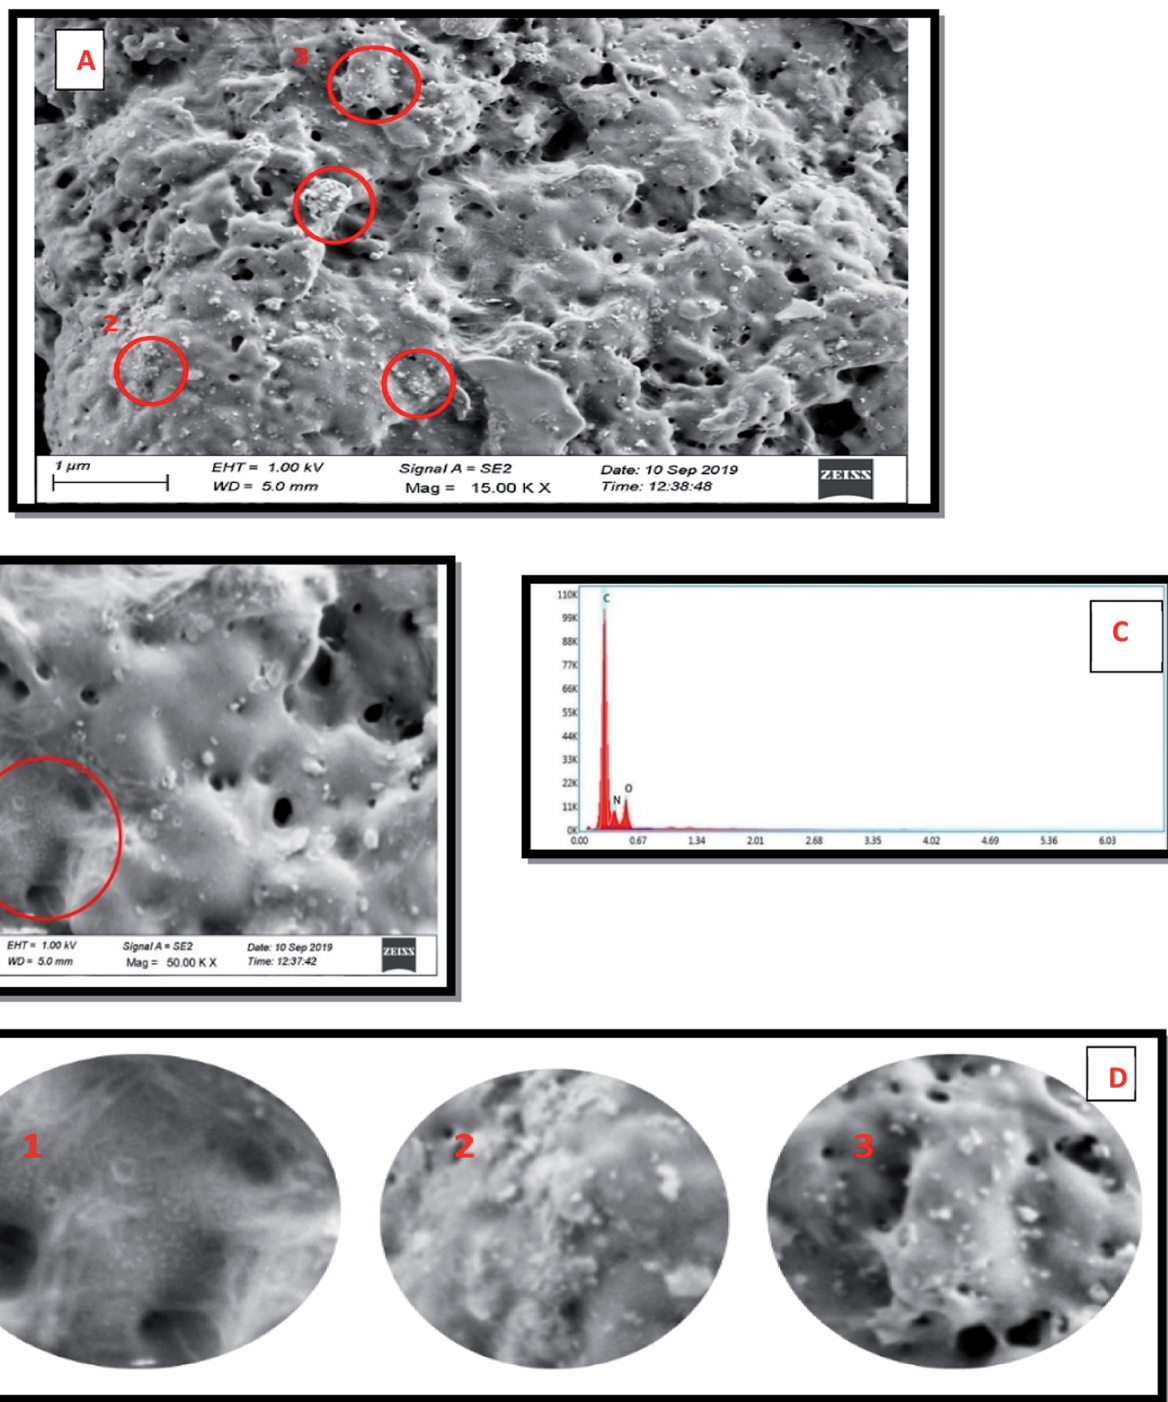 A
3
2
1 µm
EHT = 1.00 kV
Signal A = SE2
Date: 10 Sep 2019
ZEISS
WD = 5.0 mm
Mag = 15.00 K X
Time: 12:38:48
EHT = 1.00 kV
Signal A = SE2
Date: 10 Sep 2019
ZEISS
WD = 5.0 mm
Mag = 50.00 K X
Time: 12:37:42
C
110K
C
99K
88K
77K
66K
55K
44K
33K
22K
11K
N
O
0K
0.00 0.67 1.34 2.01 2.68 3.35 4.02 4.69 5.36 6.03
D
1
2
3